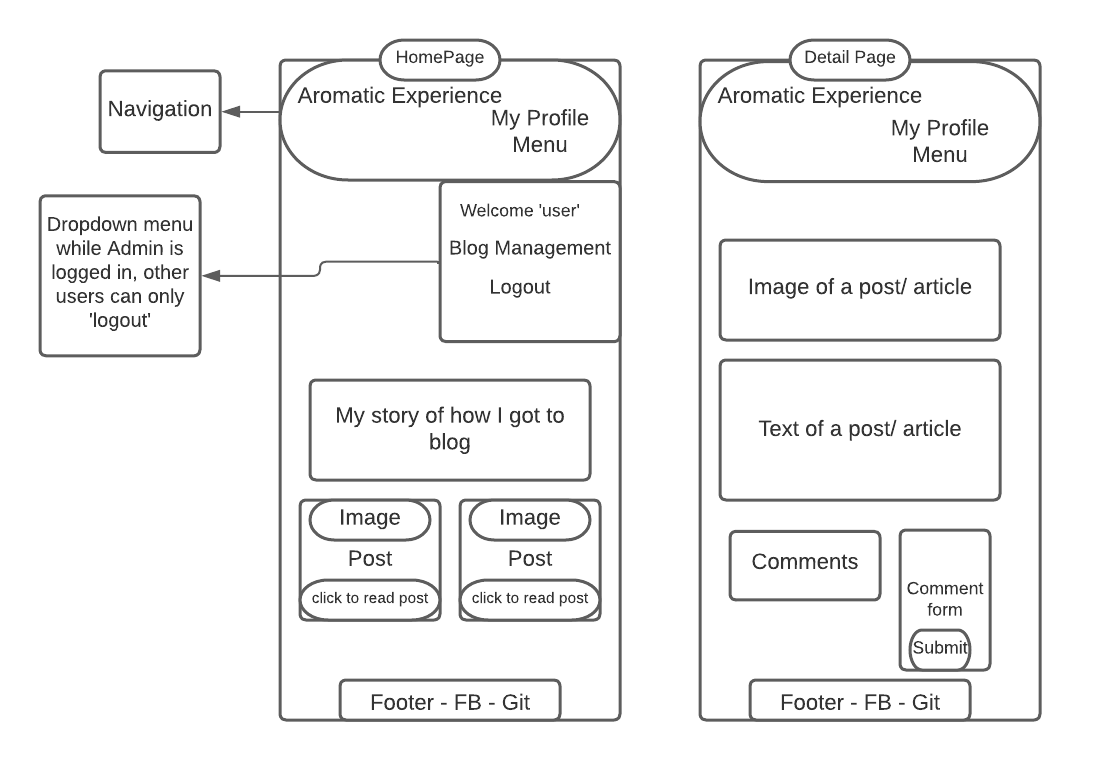 HomePage
Aromatic Experience
My Profile
Menu
Navigation
Welcome 'user'
Blog Management
Logout
Dropdown menu
while Admin is
logged in, other
users can only
'logout'
My story of how I got to
blog
Image
Post
click to read post
Image
Post
click to read post
Footer - FB - Git
Detail Page
Aromatic Experience
My Profile
Menu
Image of a post/ article
Text of a post/ article
Comments
Comment
form
Submit
Footer - FB - Git